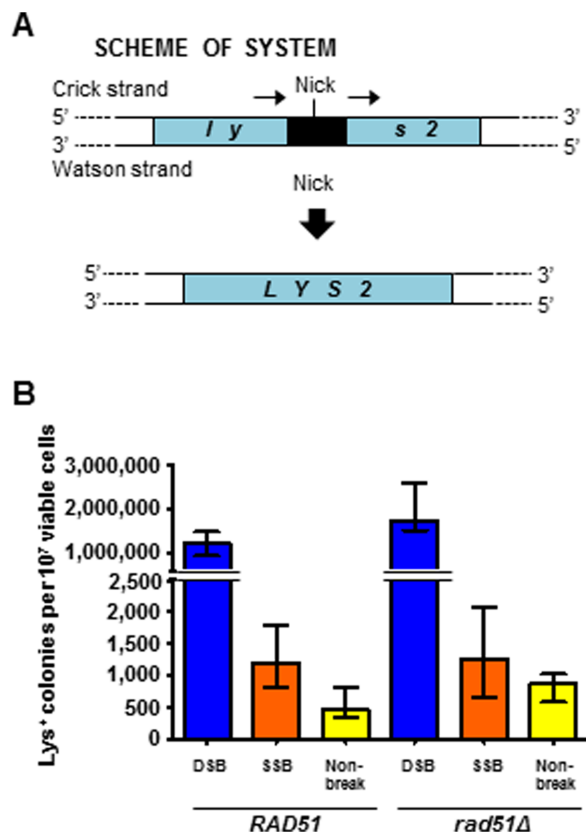 A
SCHEME OF SYSTEM
Nick
Crick strand
5’ 3’
l y s 2
3’ 5’
Watson strand
Nick
5’ 3’
L Y S 2
3’ 5’
B
Lys+ colonies per 10⁷ viable cells
3,000,000
2,000,000
1,000,000
2,500
2,000
1,500
1,000
500
0
DSB SSB Non-break DSB SSB Non-break
RAD51 rad51Δ